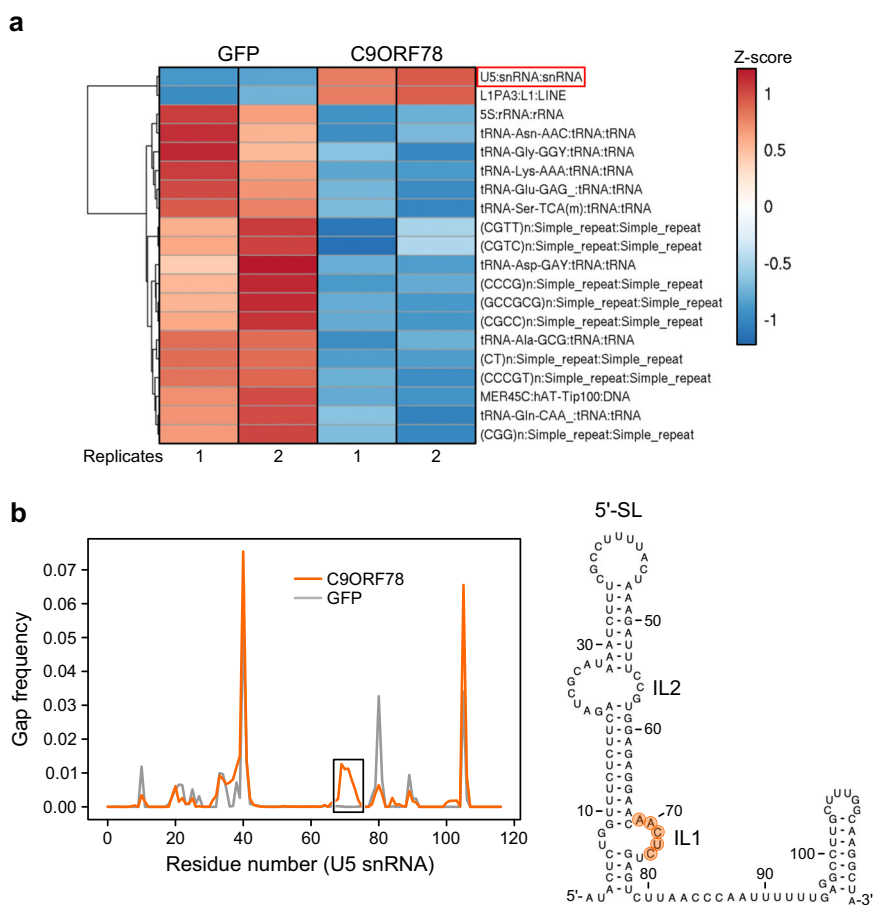 a
GFP C9ORF78
Z-score
U5:snRNA:snRNA
L1PA3:L1:LINE
5S:rRNA:rRNA
tRNA-Asn-AAC:tRNA:tRNA
tRNA-Gly-GGY:tRNA:tRNA
tRNA-Lys-AAA:tRNA:tRNA
tRNA-Glu-GAG_:tRNA:tRNA
tRNA-Ser-TCA(m):tRNA:tRNA
(CGTT)n:Simple_repeat:Simple_repeat
(CGTC)n:Simple_repeat:Simple_repeat
tRNA-Asp-GAY:tRNA:tRNA
(CCCG)n:Simple_repeat:Simple_repeat
(GCCGCG)n:Simple_repeat:Simple_repeat
(CGCC)n:Simple_repeat:Simple_repeat
tRNA-Ala-GCG:tRNA:tRNA
(CT)n:Simple_repeat:Simple_repeat
(CCCGT)n:Simple_repeat:Simple_repeat
MER45C:hAT-Tip100:DNA
tRNA-Gln-CAA_:tRNA:tRNA
(CGG)n:Simple_repeat:Simple_repeat
1
0.5
0
-0.5
-1
Replicates 1 2 1 2
b
0.07
0.06
0.05
0.04
0.03
0.02
0.01
0.00
Gap frequency
C9ORF78
GFP
0 20 40 60 80 100 120
Residue number (U5 snRNA)
5'-SL
50
30
IL2
60
10
70
IL1
80
90
100
5'-
A U
C U U A A C C C A A U U U U U U G
A-3'